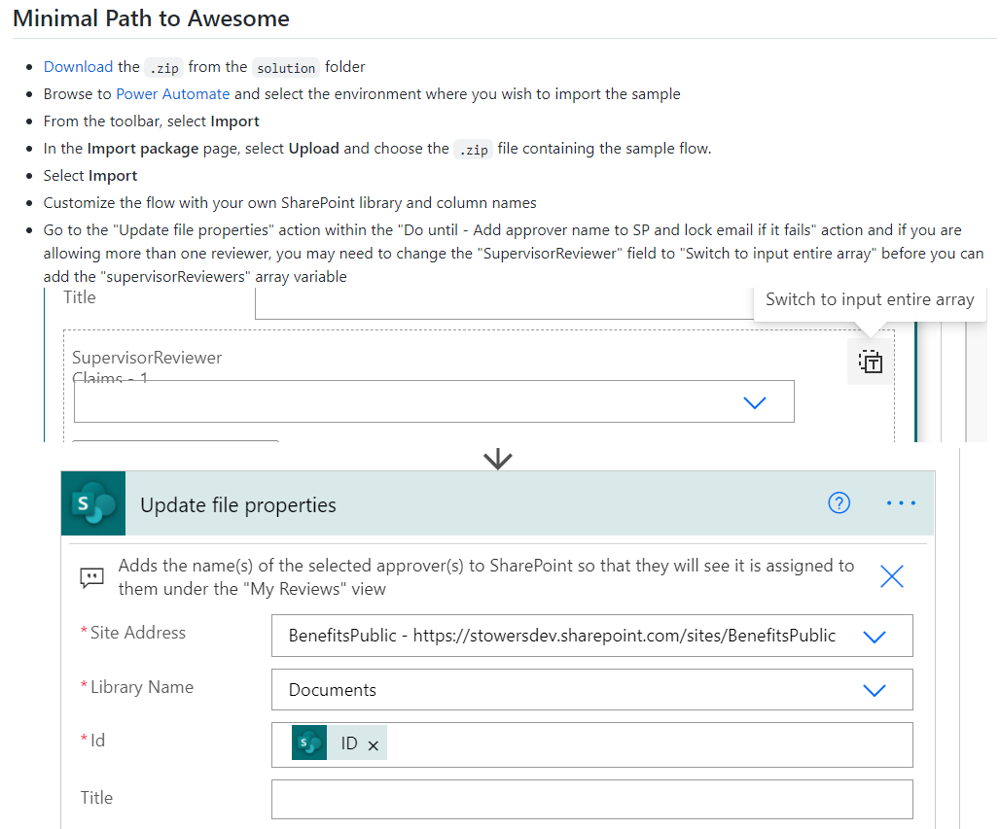 Minimal Path to Awesome
Download the .zip from the solution folder
Browse to Power Automate and select the environment where you wish to import the sample
From the toolbar, select Import
In the Import package page, select Upload and choose the .zip file containing the sample flow.
Select Import
Customize the flow with your own SharePoint library and column names
Go to the "Update file properties" action within the "Do until - Add approver name to SP and lock email if it fails" action and if you are
allowing more than one reviewer, you may need to change the "SupervisorReviewer" field to "Switch to input entire array" before you can
add the "supervisorReviewers" array variable
Title
Switch to input entire array
SupervisorReviewer
Claims - 1
T
S
Update file properties
?
Adds the name(s) of the selected approver(s) to SharePoint so that they will see it is assigned to
them under the "My Reviews" view
*Site Address
BenefitsPublic - https://stowersdev.sharepoint.com/sites/BenefitsPublic
*Library Name
Documents
*Id
S ID ×
Title